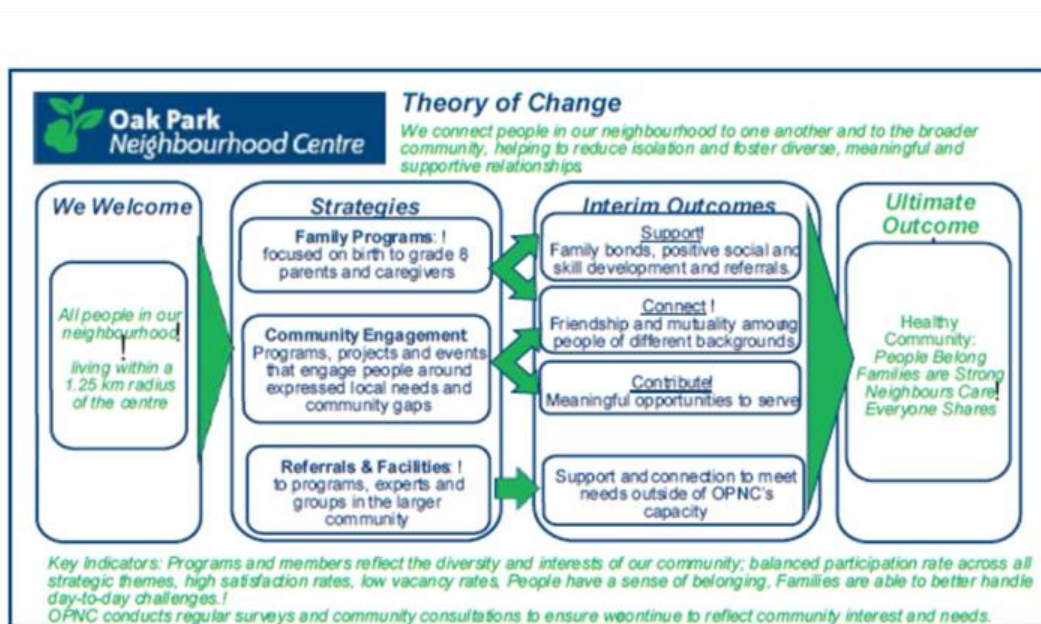 Oak Park
Neighbourhood Centre
Theory of Change
We connect people in our neighbourhood to one another and to the broader
community, helping to reduce isolation and foster diverse, meaningful and
supportive relationships
We Welcome
All people in our
neighbourhood!
!
living within a
1.25 km radius
of the centre
Strategies
Family Programs: !
focused on birth to grade 8
parents and caregivers
Community Engagement
Programs, projects and events
that engage people around
expressed local needs and
community gaps
Referrals & Facilities: !
to programs, experts and
groups in the larger
community
Interim Outcomes
Support!
Family bonds, positive social and
skill development and referrals.
Connect !
Friendship and mutuality among
people of different backgrounds
Contribute!
Meaningful opportunities to serve
Support and connection to meet
needs outside of OPNC's
capacity
Ultimate
Outcome
Healthy
Community:
People Belong
Families are Strong
Neighbours Care!
Everyone Shares
Key Indicators: Programs and members reflect the diversity and interests of our community; balanced participation rate across all
strategic themes, high satisfaction rates, low vacancy rates, People have a sense of belonging, Families are able to better handle
day-to-day challenges.!
OPNC conducts regular surveys and community consultations to ensure weontinue to reflect community interest and needs.